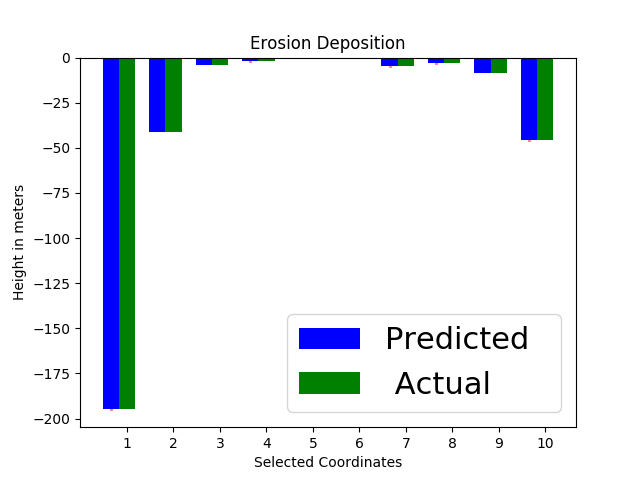 Erosion Deposition
0
−25
−50
−75
−100
−125
−150
−175
−200
Height in meters
Predicted
Actual
1 2 3 4 5 6 7 8 9 10
Selected Coordinates